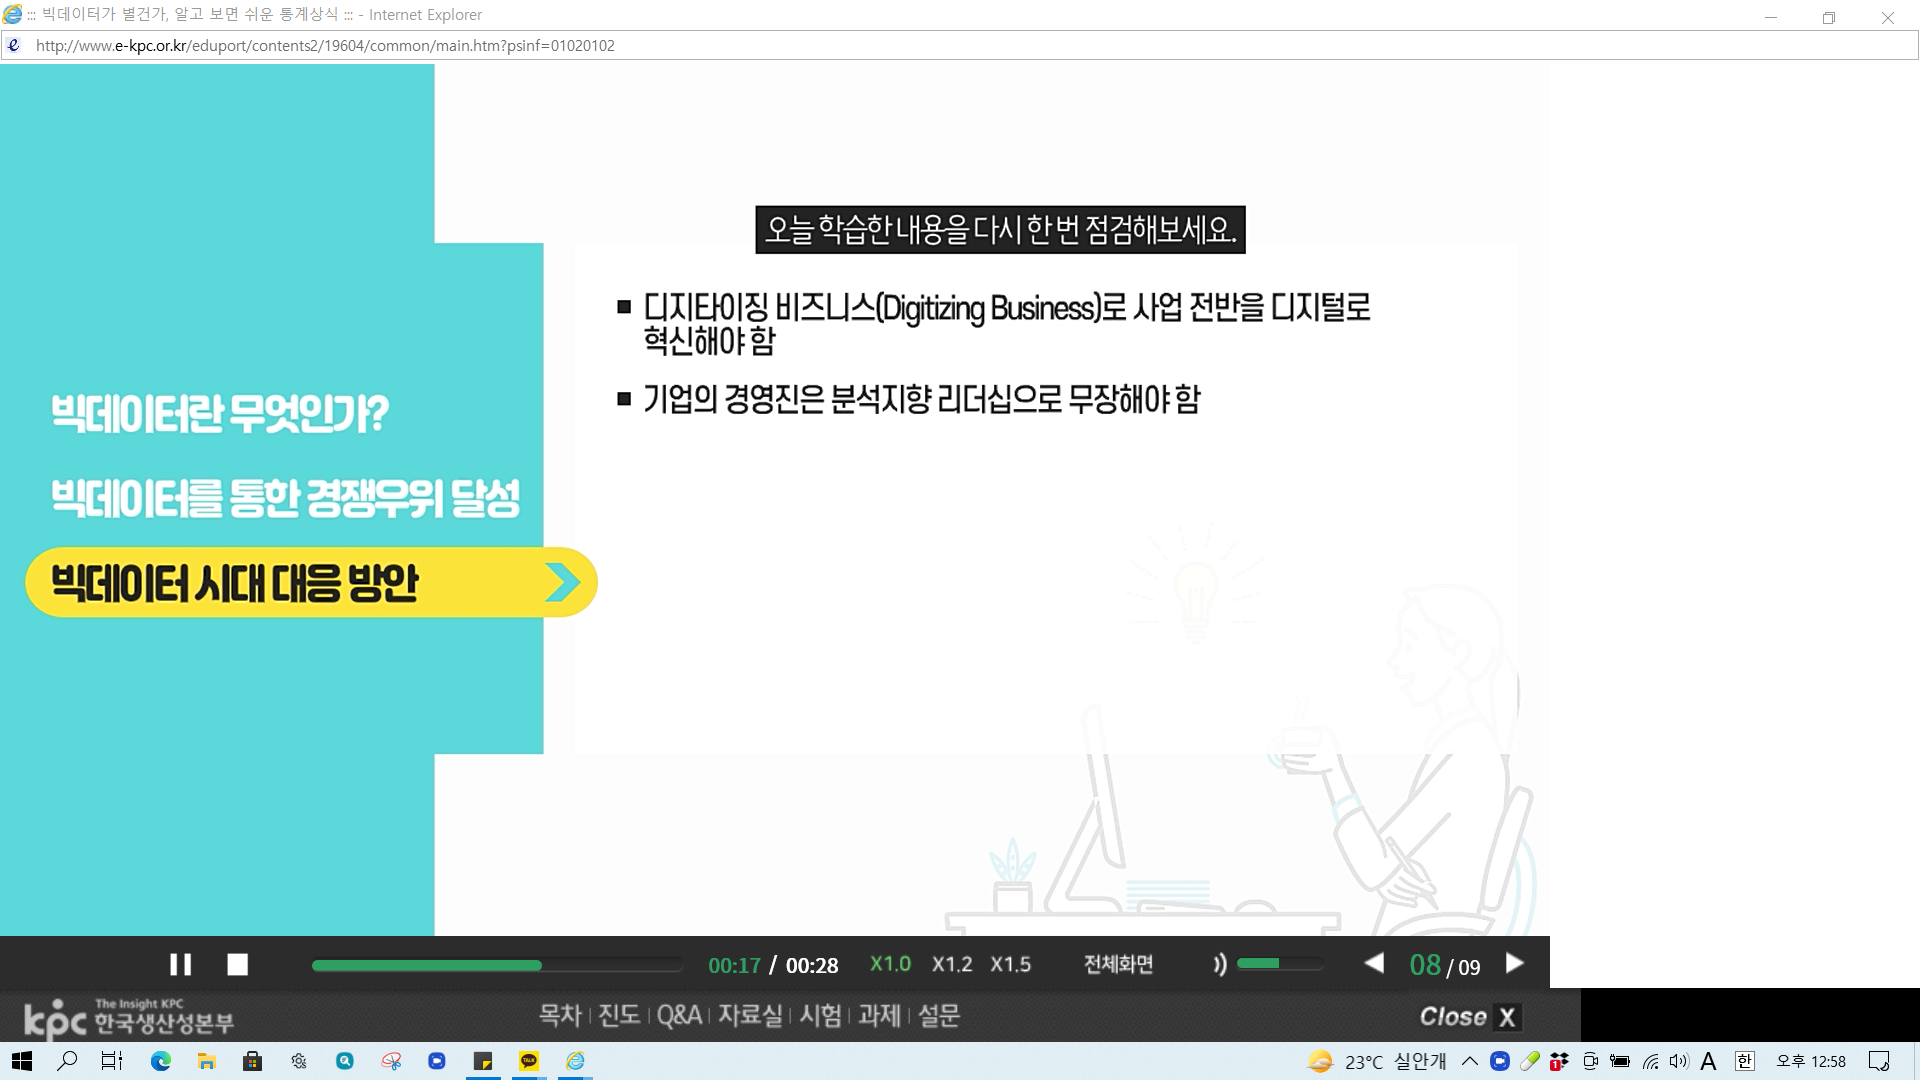 ::: 빅데이터가 별건가, 알고 보면 쉬운 통계상식 ::: - Internet Explorer
http://www.e-kpc.or.kr/eduport/contents2/19604/common/main.htm?psinf=01020102
오늘 학습한 내용을 다시 한 번 점검해보세요.
■ 디지타이징 비즈니스(Digitizing Business)로 사업 전반을 디지털로
혁신해야 함
■ 기업의 경영진은 분석지향 리더십으로 무장해야 함
빅데이터란 무엇인가?
빅데이터를 통한 경쟁우위 달성
빅데이터 시대 대응 방안
00:17 / 00:28 X1.0 X1.2 X1.5 전체화면 08 / 09
kpc The Insight KPC
한국생산성본부
목차 | 진도 | Q&A | 자료실 | 시험 | 과제 | 설문
Close X
TALK
23°C 실안개 1 A 한 오후 12:58